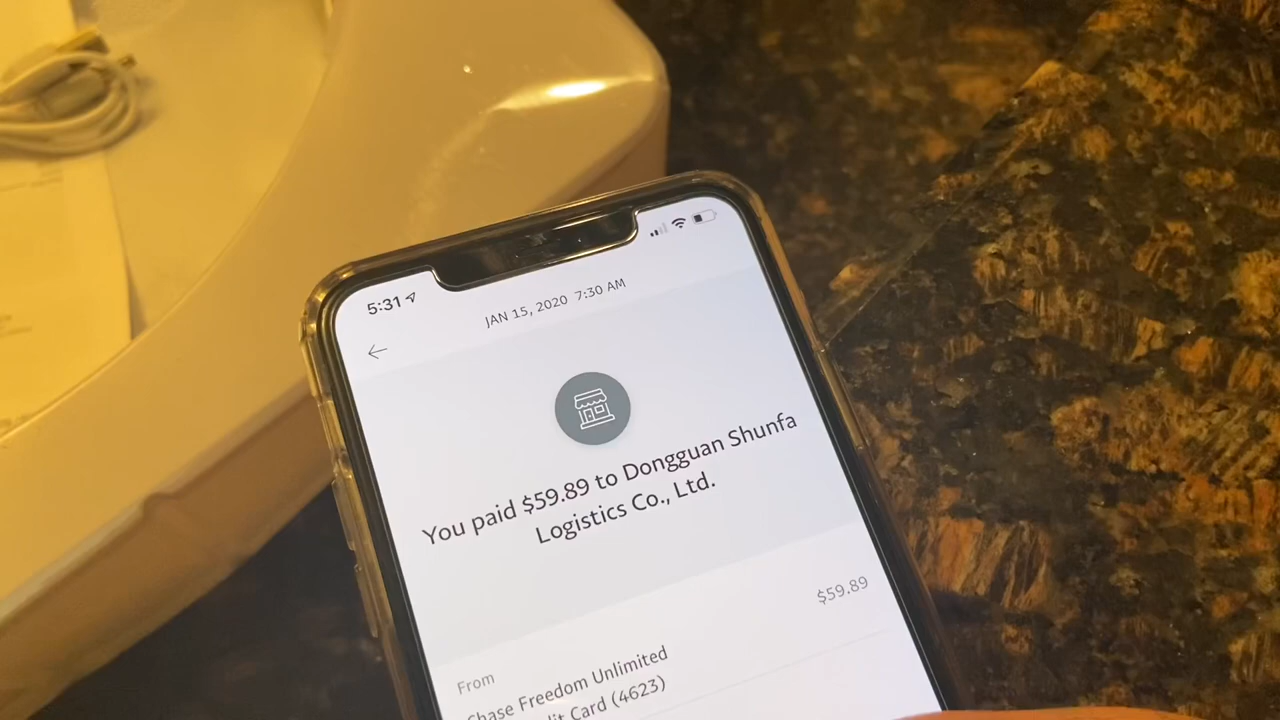 5:31
JAN 15, 2020 7:30 AM
You paid $59.89 to Dongguan Shunfa
Logistics Co., Ltd.
$59.89
From
Chase Freedom Unlimited
Card (4623)